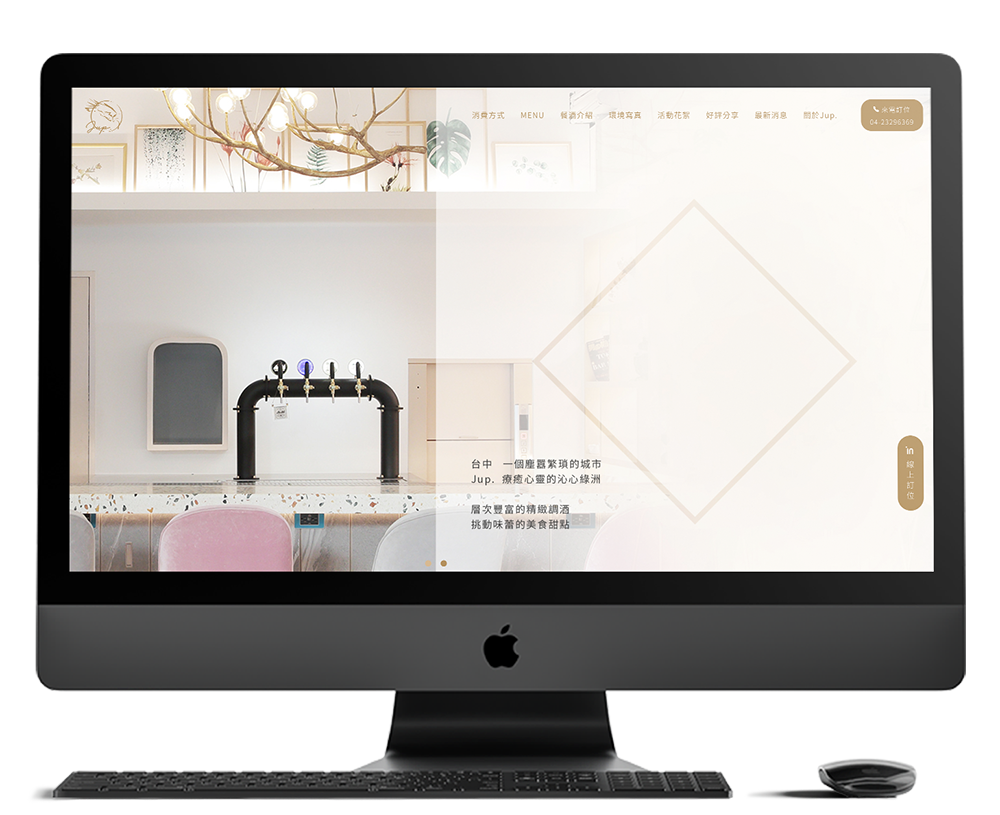 Jup.
消費方式
MENU
餐酒介紹
環境寫真
活動花絮
好評分享
最新消息
關於Jup.
來電訂位
04-23296369
台中 一個塵囂繁瑣的城市
Jup. 療癒心靈的沁心綠洲
層次豐富的精緻調酒
挑動味蕾的美食甜點
in
線上訂位